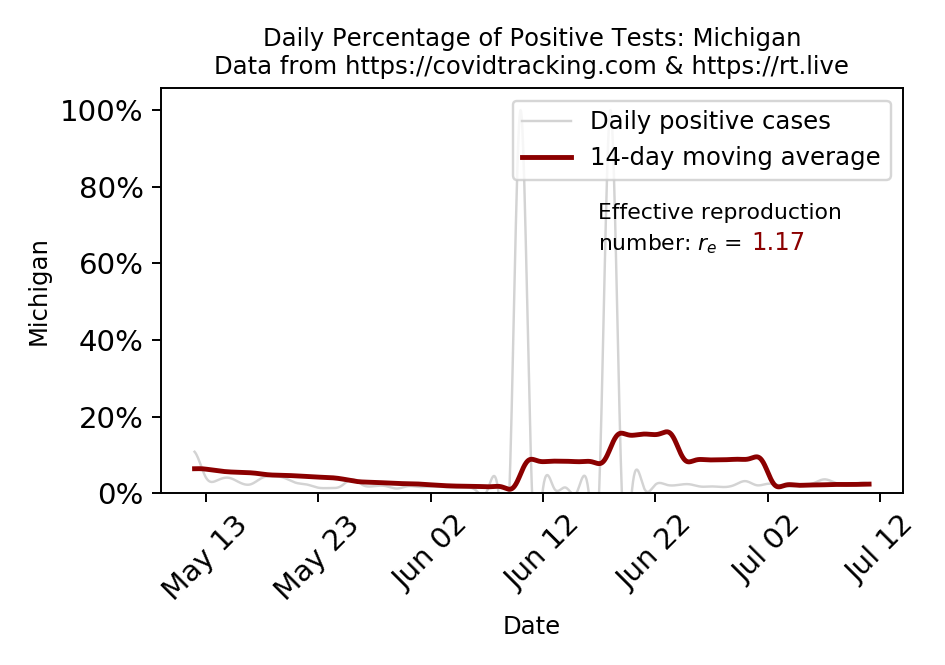 Daily Percentage of Positive Tests: Michigan
Data from https://covidtracking.com & https://rt.live
100%
80%
60%
40%
20%
0%
Michigan
Daily positive cases
14-day moving average
Effective reproduction
number: rₑ = 1.17
May 13
May 23
Jun 02
Jun 12
Jun 22
Jul 02
Jul 12
Date